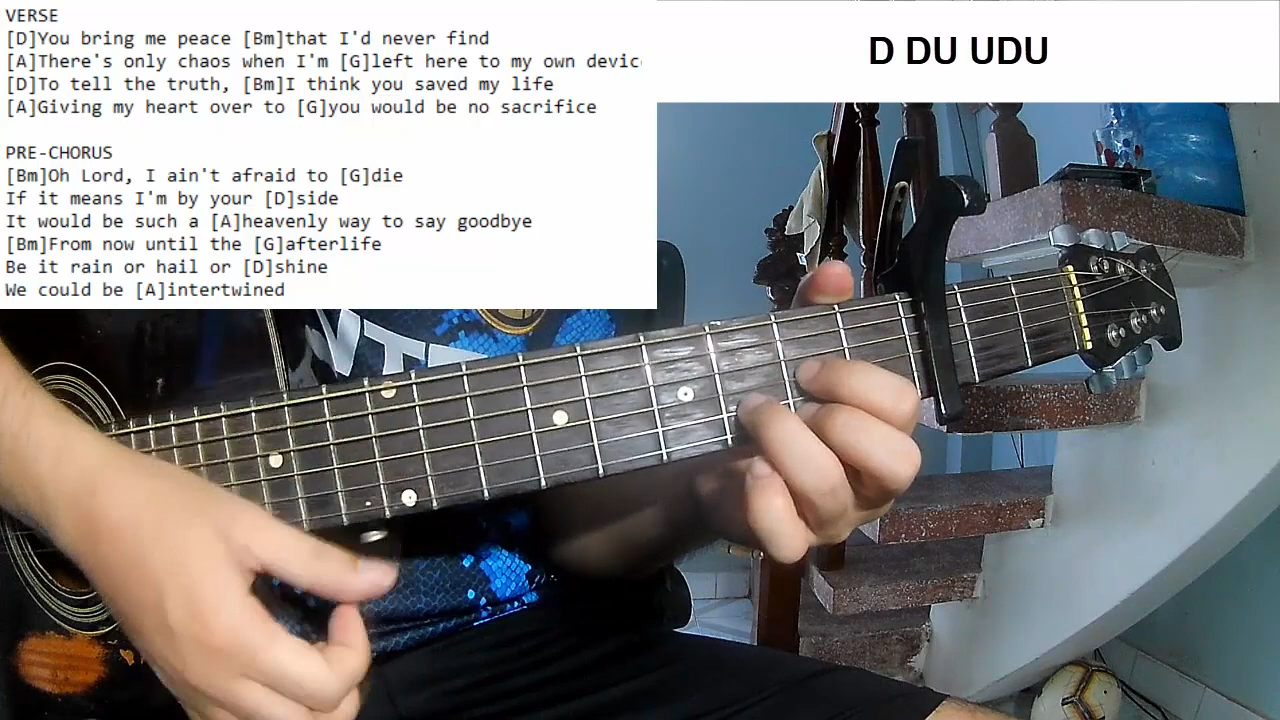 VERSE
[D]You bring me peace [Bm]that I'd never find
[A]There's only chaos when I'm [G]left here to my own devic
[D]To tell the truth, [Bm]I think you saved my life
[A]Giving my heart over to [G]you would be no sacrifice
PRE-CHORUS
[Bm]Oh Lord, I ain't afraid to [G]die
If it means I'm by your [D]side
It would be such a [A]heavenly way to say goodbye
[Bm]From now until the [G]afterlife
Be it rain or hail or [D]shine
We could be [A]intertwined
D DU UDU